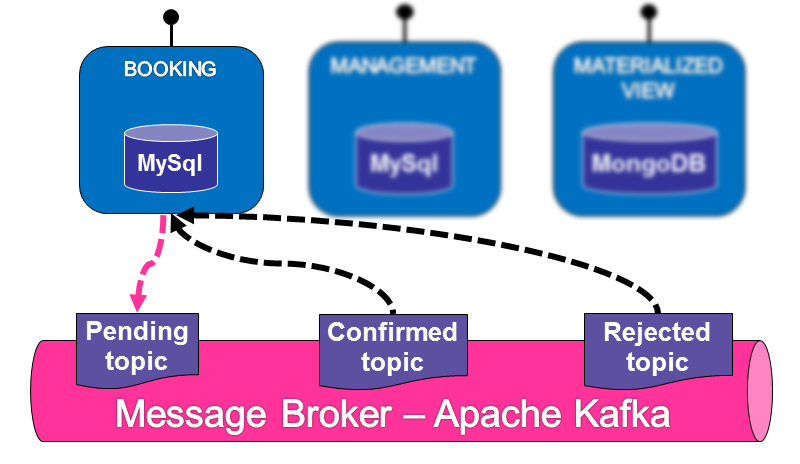 BOOKING
MySql
MANAGEMENT
MySql
MATERIALIZED
VIEW
MongoDB
Pending
topic
Confirmed
topic
Rejected
topic
Message Broker – Apache Kafka